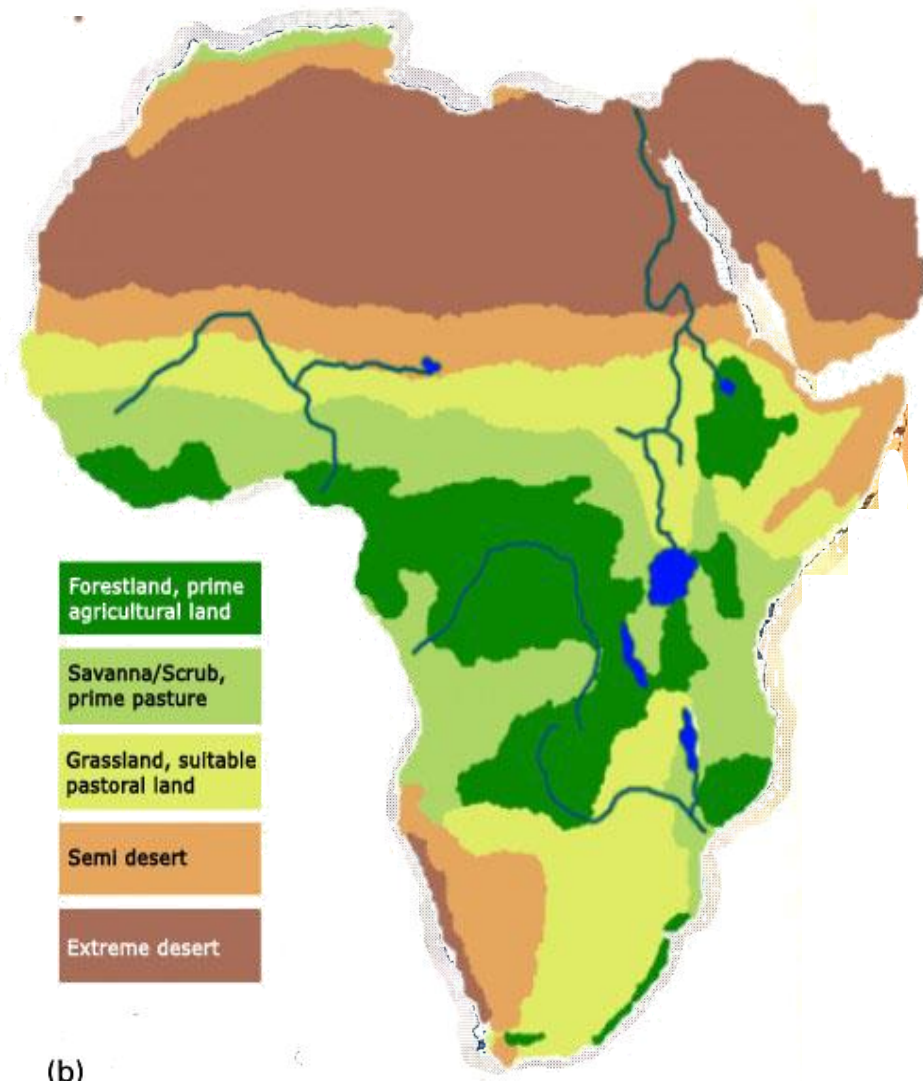 Forestland, prime
agricultural land
Savanna/Scrub,
prime pasture
Grassland, suitable
pastoral land
Semi desert
Extreme desert
(b)